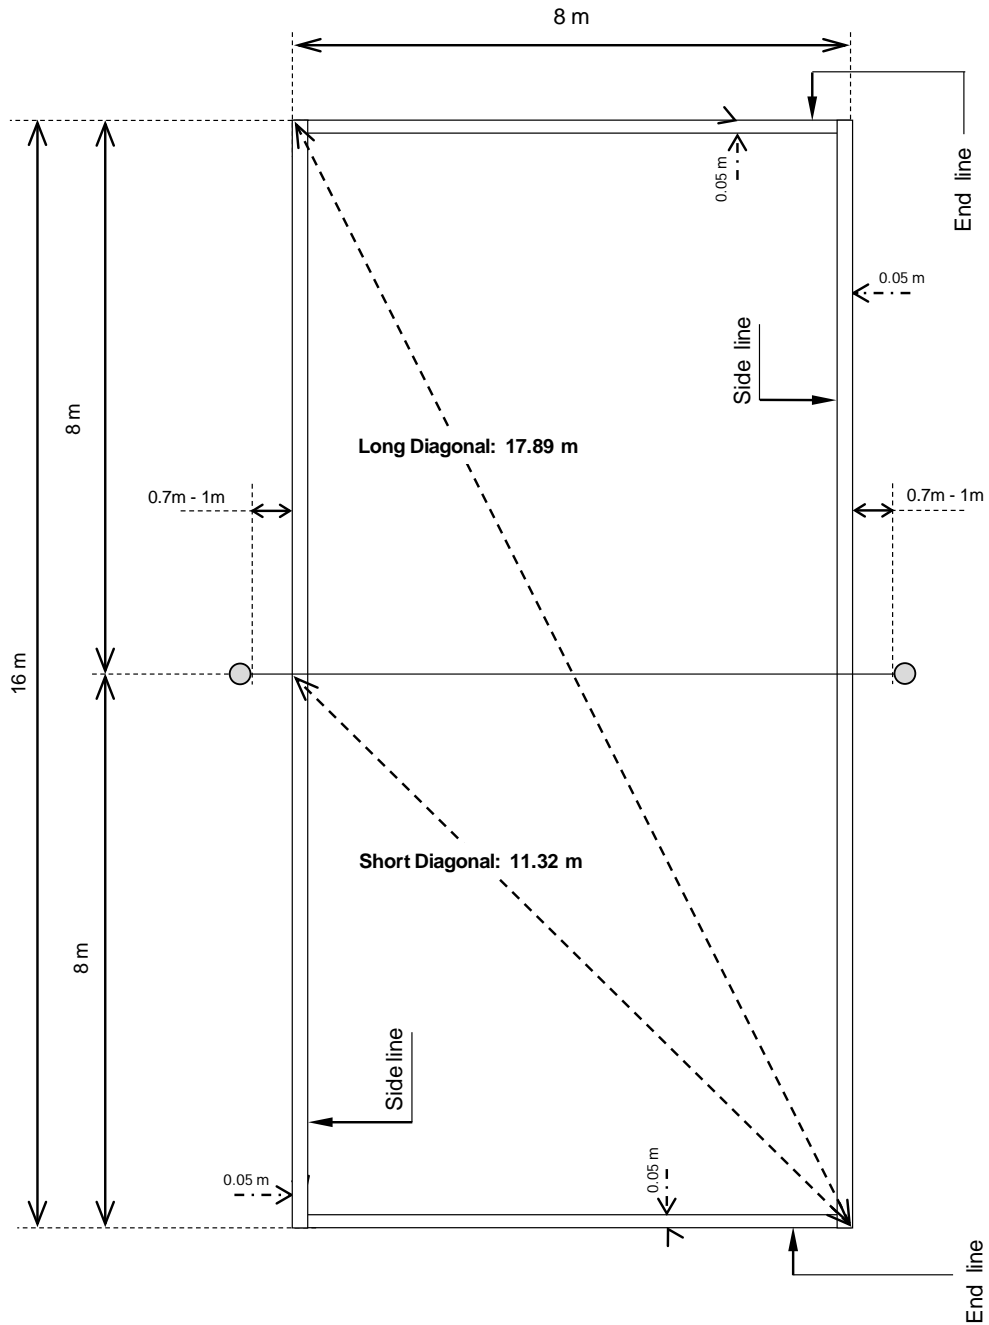 8 m
End line
0.05 m
0.05 m
Side line
8 m
Long Diagonal: 17.89 m
0.7m - 1m
0.7m - 1m
16 m
Short Diagonal: 11.32 m
8 m
Side line
0.05 m
0.05 m
End line